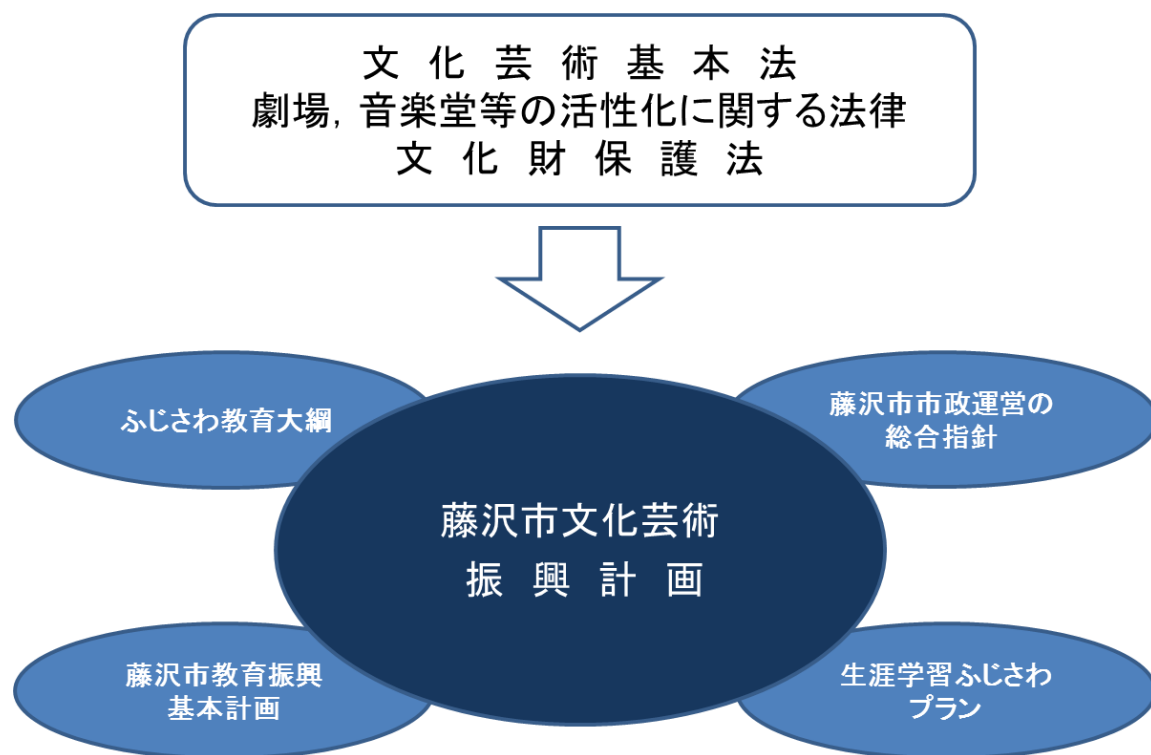 文化芸術基本法
劇場，音楽堂等の活性化に関する法律
文化財保護法
ふじさわ教育大綱
藤沢市市政運営の
総合指針
藤沢市文化芸術
振興計画
藤沢市教育振興
基本計画
生涯学習ふじさわ
プラン